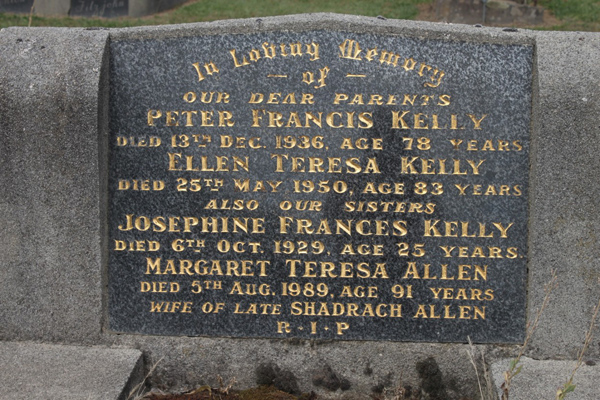 In Loving Memory
— of —
OUR DEAR PARENTS
PETER FRANCIS KELLY
DIED 13TH DEC. 1936, AGE 78 YEARS
ELLEN TERESA KELLY
DIED 25TH MAY 1950, AGE 83 YEARS
ALSO OUR SISTERS
JOSEPHINE FRANCES KELLY
DIED 6TH OCT. 1929, AGE 25 YEARS.
MARGARET TERESA ALLEN
DIED 5TH AUG. 1989, AGE 91 YEARS
WIFE OF LATE SHADRACH ALLEN
R·I·P